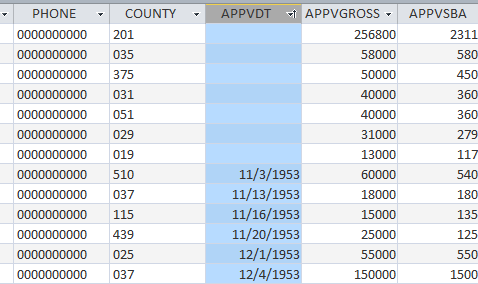 PHONE COUNTY APPVDT APPVGROSS APPVSBA
0000000000 201 256800 2311
0000000000 035 58000 580
0000000000 375 50000 450
0000000000 031 40000 360
0000000000 051 40000 360
0000000000 029 31000 279
0000000000 019 13000 117
0000000000 510 11/3/1953 60000 540
0000000000 037 11/13/1953 18000 180
0000000000 115 11/16/1953 15000 135
0000000000 439 11/20/1953 25000 125
0000000000 025 12/1/1953 55000 550
0000000000 037 12/4/1953 150000 1500